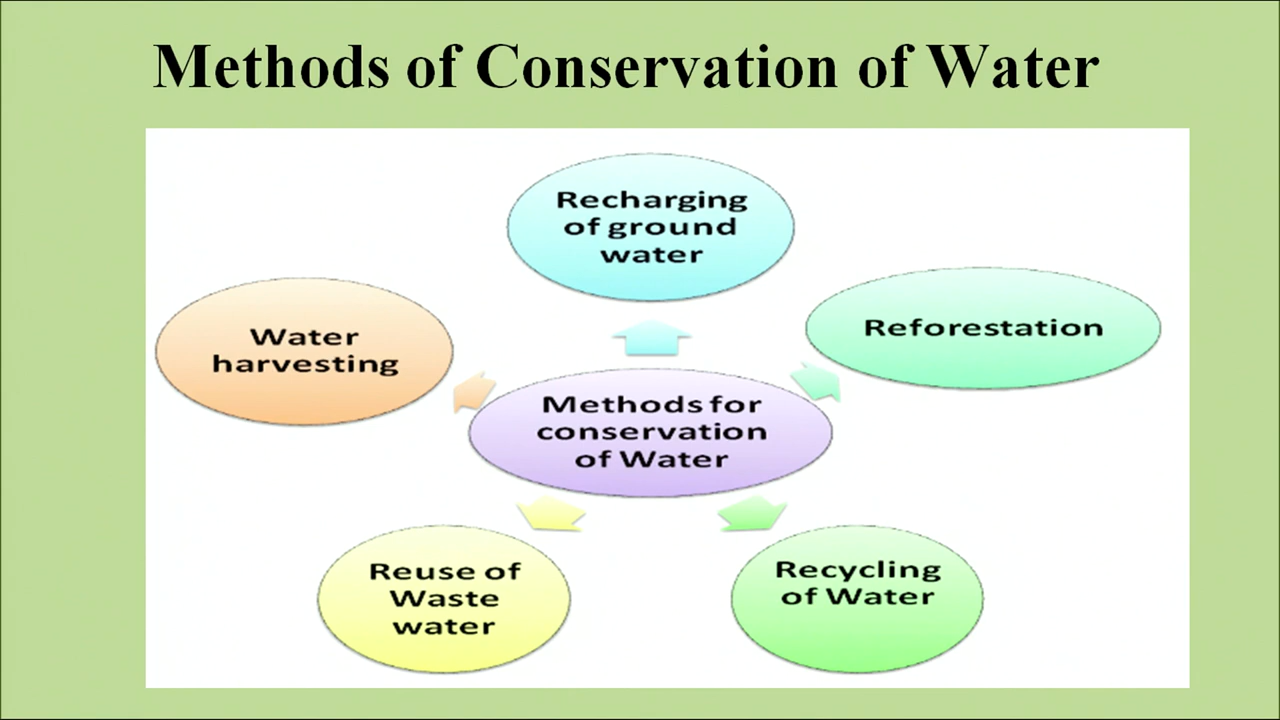 Methods of Conservation of Water
Recharging
of ground
water
Reforestation
Water
harvesting
Methods for
conservation
of Water
Reuse of
Waste
water
Recycling
of Water